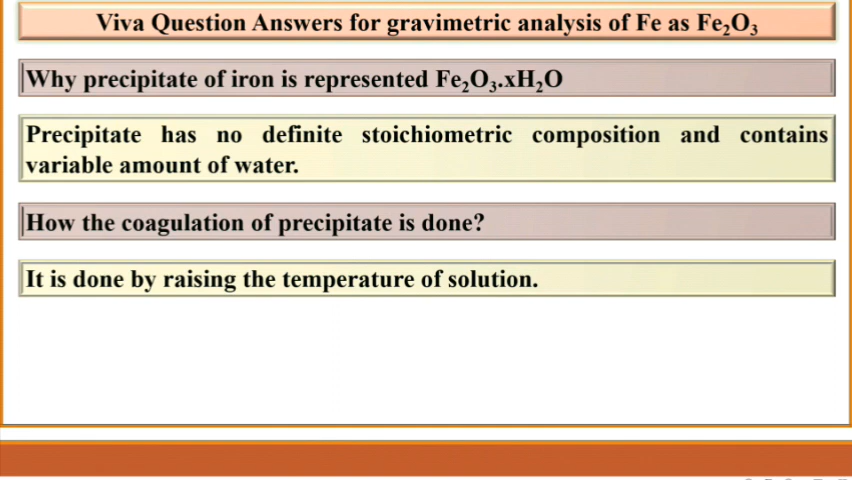 Viva Question Answers for gravimetric analysis of Fe as Fe₂O₃
Why precipitate of iron is represented Fe₂O₃.xH₂O
Precipitate has no definite stoichiometric composition and contains
variable amount of water.
How the coagulation of precipitate is done?
It is done by raising the temperature of solution.